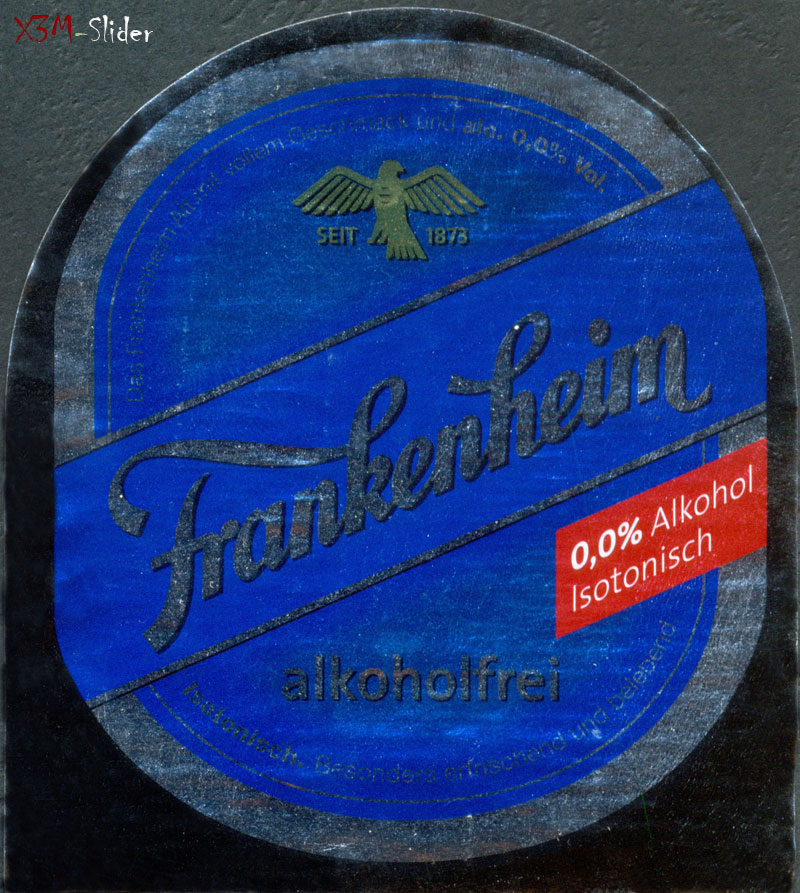 X3M-Slider
Das Frankenheim Alt mit vollem Geschmack und alc. 0,0% Vol.
SEIT 1873
Frankenheim
0,0% Alkohol
Isotonisch
alkoholfrei
Isotonisch. Besonders erfrischend und belebend